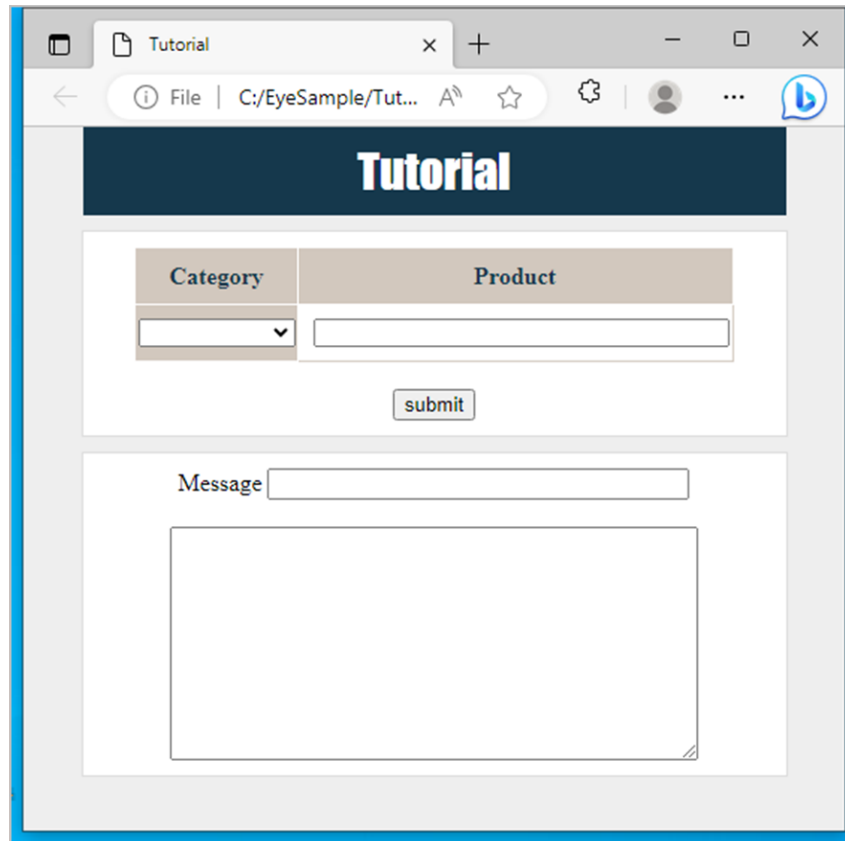 Tutorial
File | C:/EyeSample/Tut...
Tutorial
Category Product
submit
Message